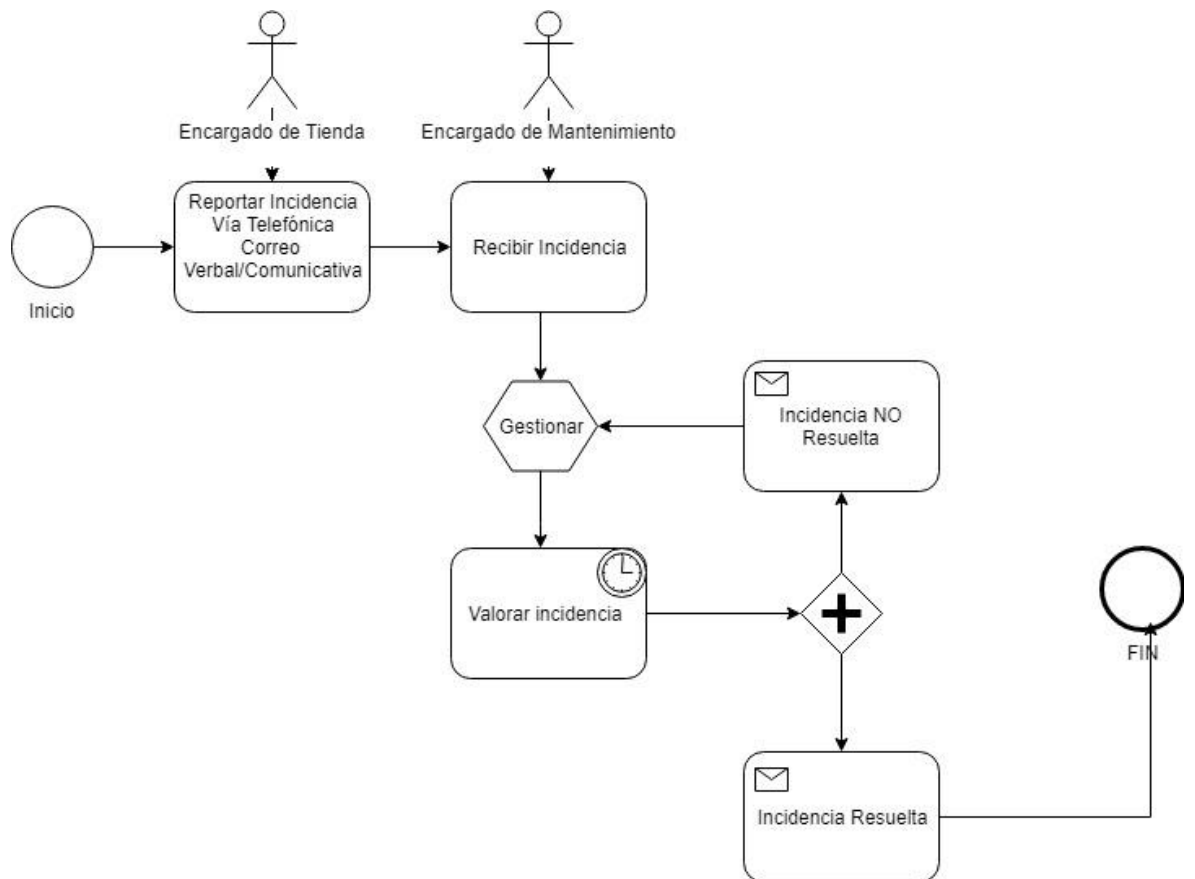 Encargado de Tienda
Encargado de Mantenimiento
Reportar Incidencia
Vía Telefónica
Correo
Verbal/Comunicativa
Recibir Incidencia
Inicio
Gestionar
Incidencia NO
Resuelta
Valorar incidencia
FIN
Incidencia Resuelta